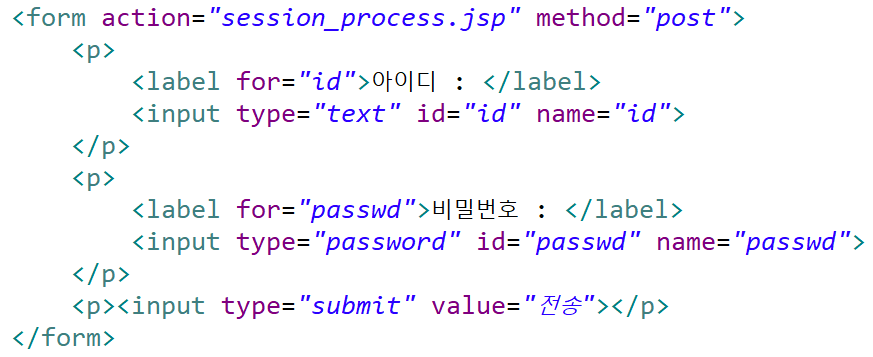 <form action="session_process.jsp" method="post">
    <p>
        <label for="id">아이디 : </label>
        <input type="text" id="id" name="id">
    </p>
    <p>
        <label for="passwd">비밀번호 : </label>
        <input type="password" id="passwd" name="passwd">
    </p>
    <p><input type="submit" value="전송"></p>
</form>